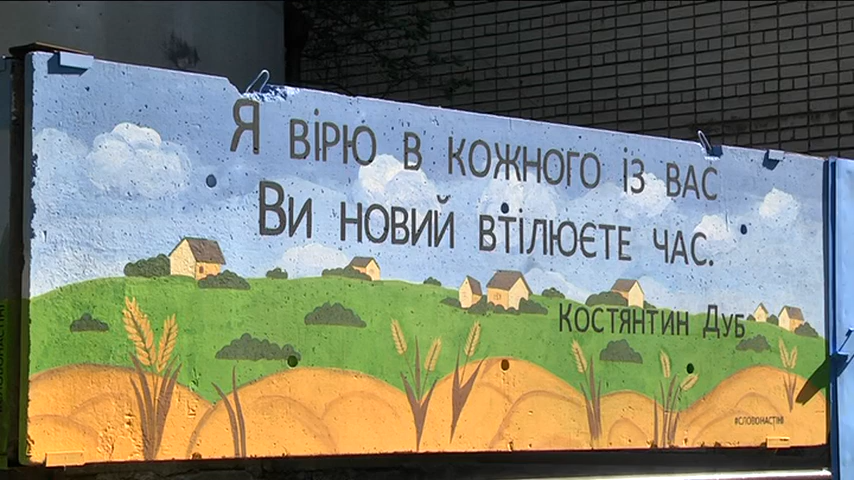 Я ВІРЮ В КОЖНОГО ІЗ ВАС
ВИ НОВИЙ ВТІЛЮЄТЕ ЧАС.
КОСТЯНТИН ДУБ
#СЛОВОНАСТІНІ